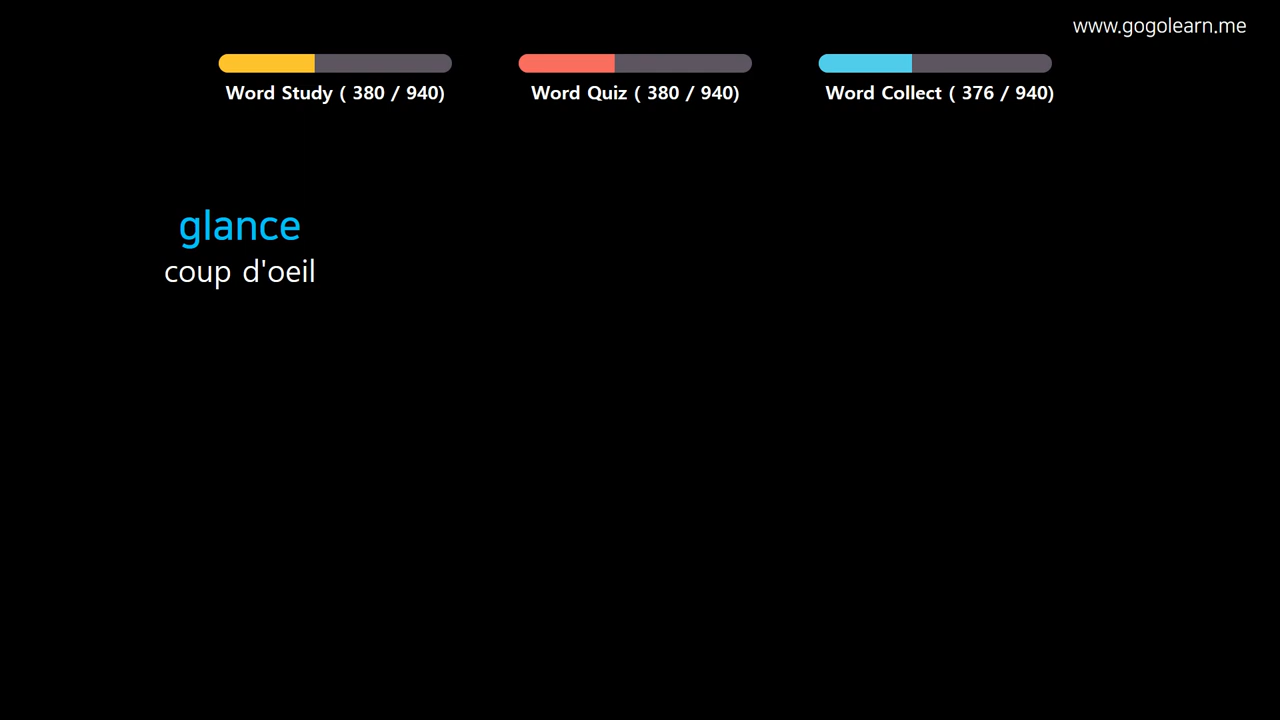 www.gogolearn.me
Word Study ( 380 / 940)
Word Quiz ( 380 / 940)
Word Collect ( 376 / 940)
glance
coup d'oeil